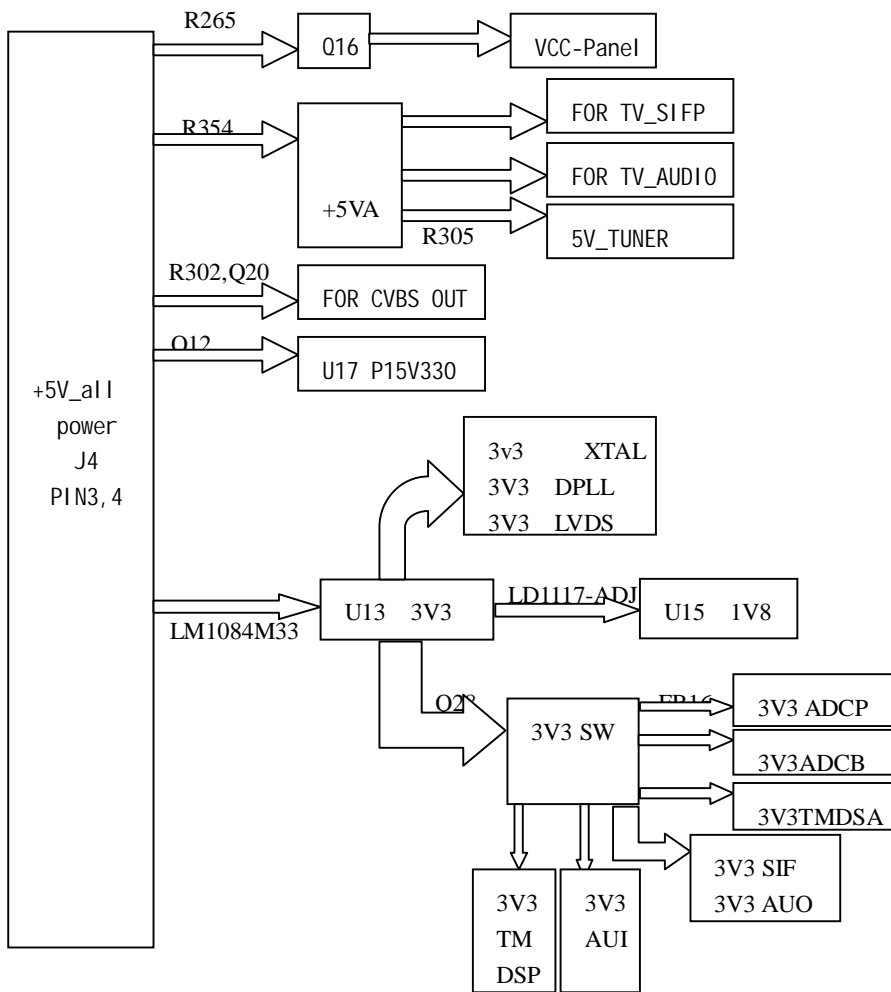 R265
Q16
VCC-Panel
R354
+5VA
FOR TV_SIFP
FOR TV_AUDIO
R305
5V_TUNER
R302,Q20
FOR CVBS OUT
Q12
U17 P15V330
+5V_all
power
J4
PIN3,4
3v3 XTAL
3V3 DPLL
3V3 LVDS
LM1084M33
U13 3V3
LD1117-ADJ
U15 1V8
3V3 SW
3V3 ADCP
3V3ADCB
3V3TMDSA
3V3 SIF
3V3 AUO
3V3
TM
DSP
3V3
AUI